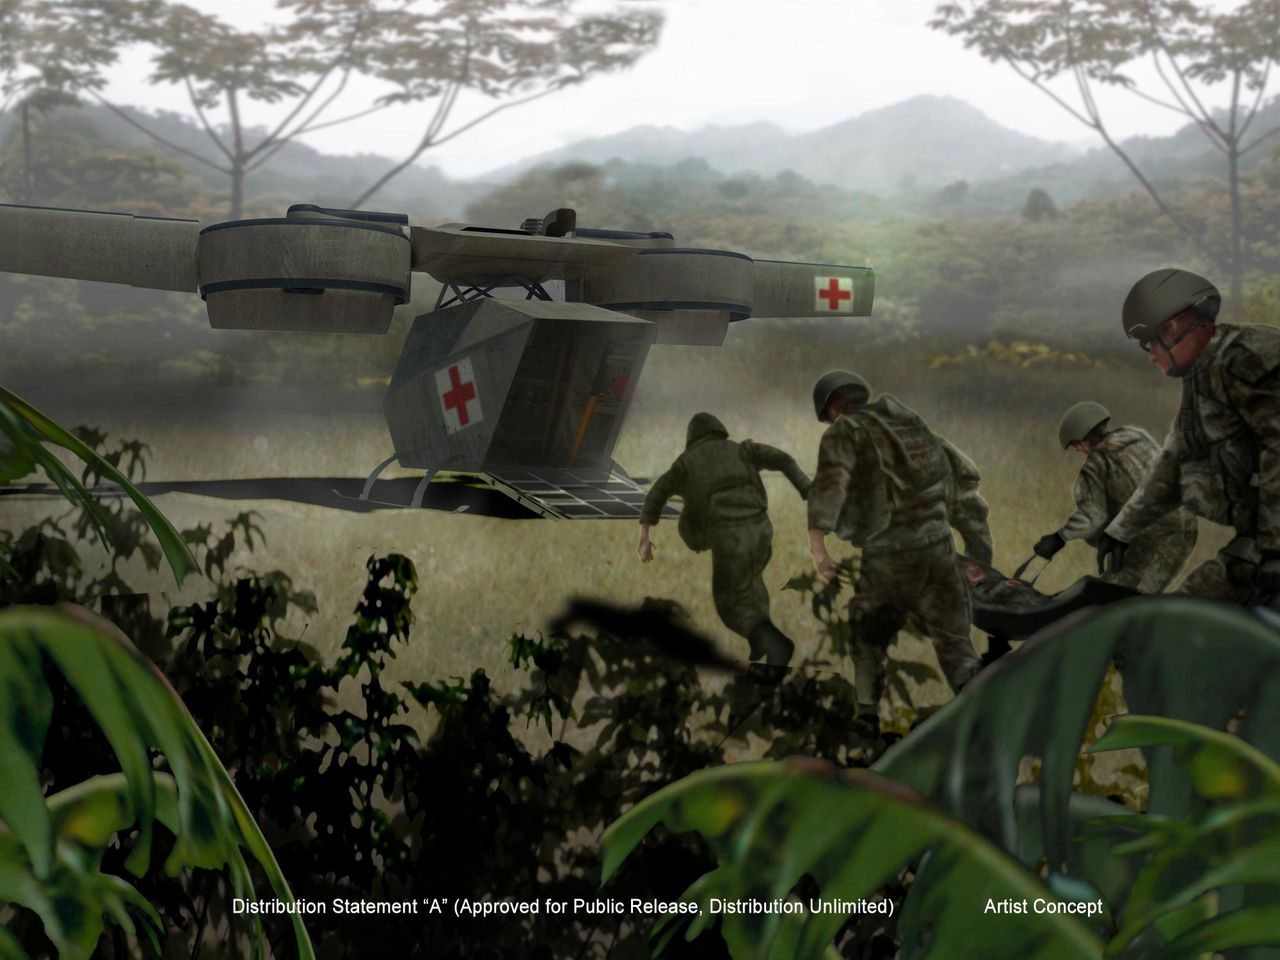 Distribution Statement “A” (Approved for Public Release, Distribution Unlimited) Artist Concept